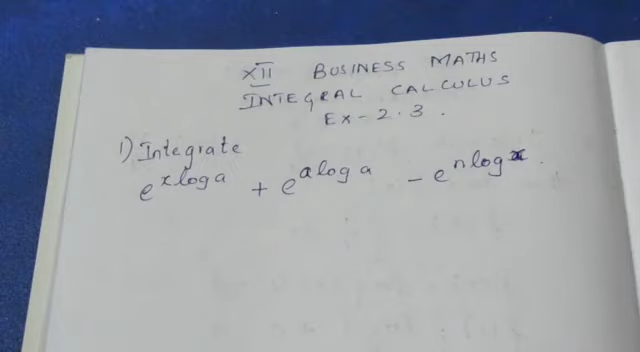 XII BUSINESS MATHS
INTEGRAL CALCULUS
EX-2.3.
1) Integrate
e^{x log a} + e^{a log a} - e^{n log x}.